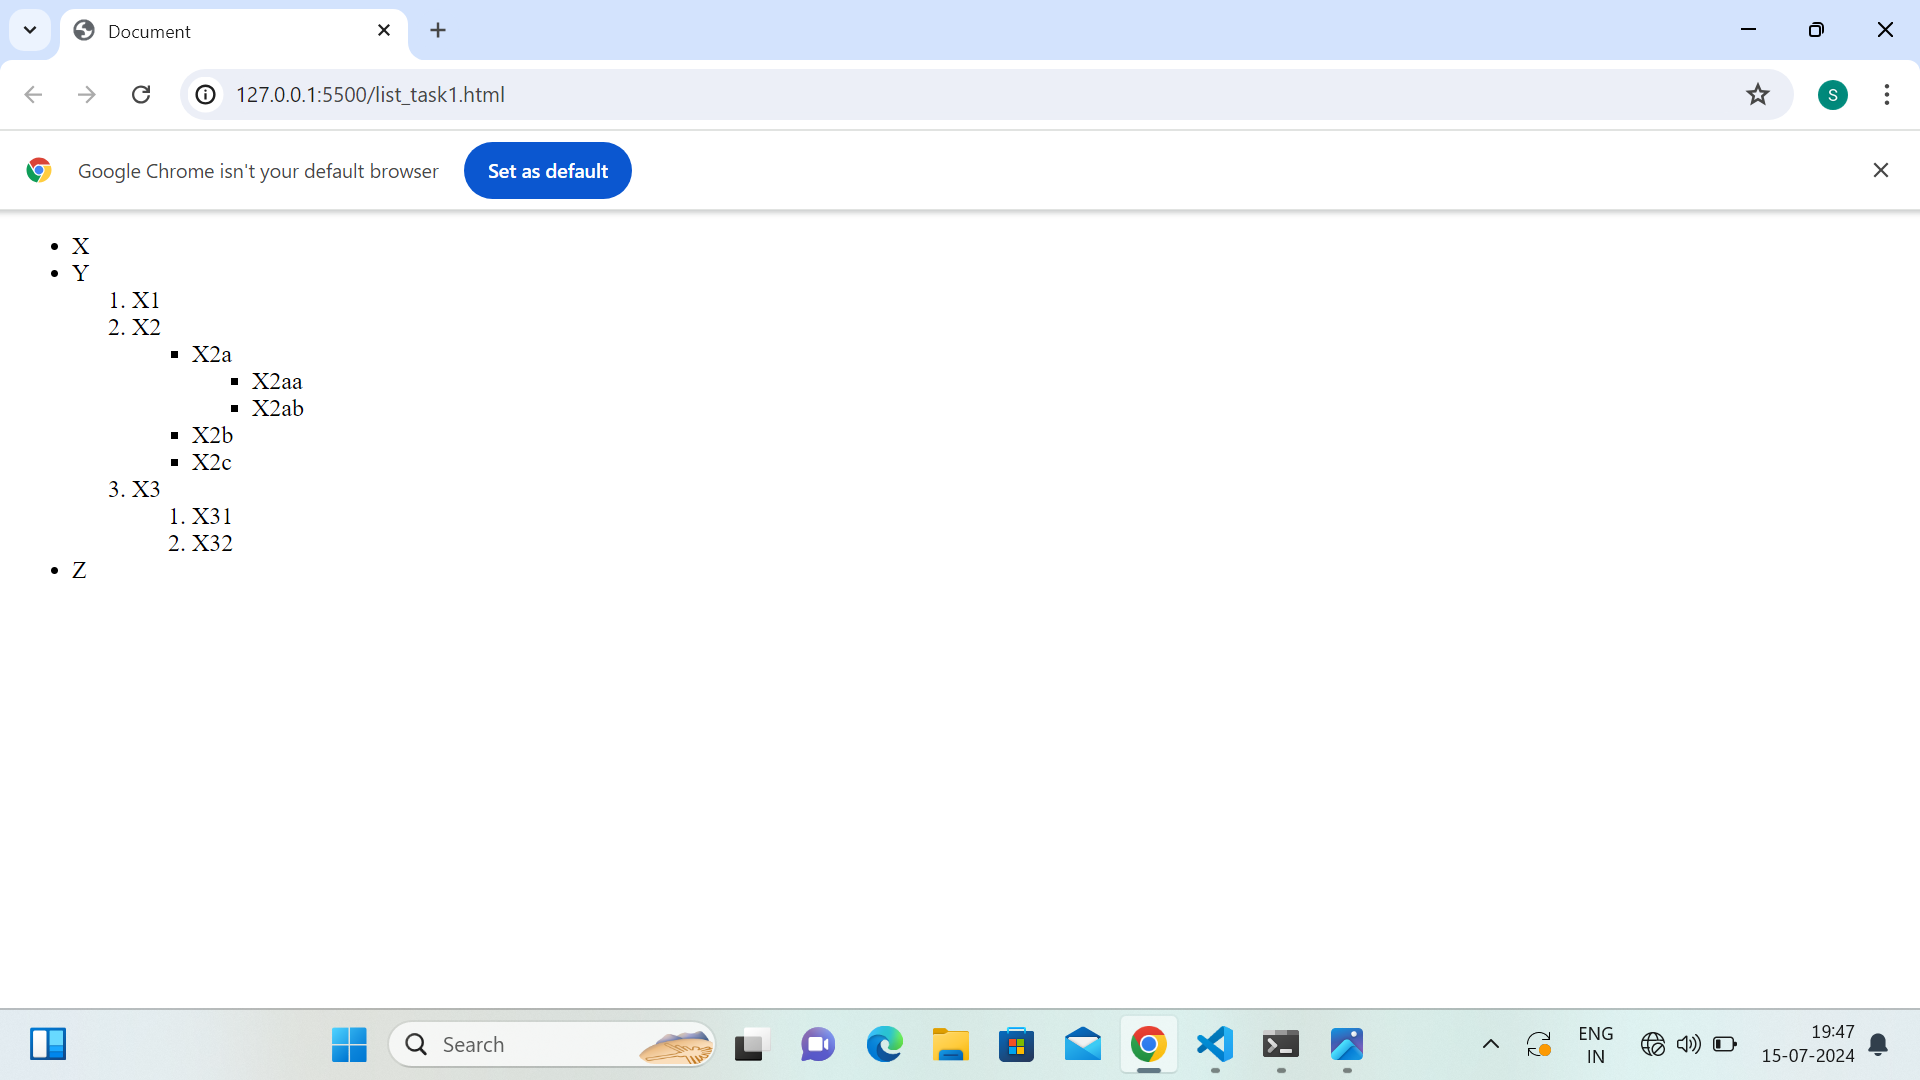 Document
127.0.0.1:5500/list_task1.html
S
Google Chrome isn't your default browser
Set as default
• X
• Y
1. X1
2. X2
▪ X2a
▪ X2aa
▪ X2ab
▪ X2b
▪ X2c
3. X3
1. X31
2. X32
• Z
Search
ENG
IN
19:47
15-07-2024